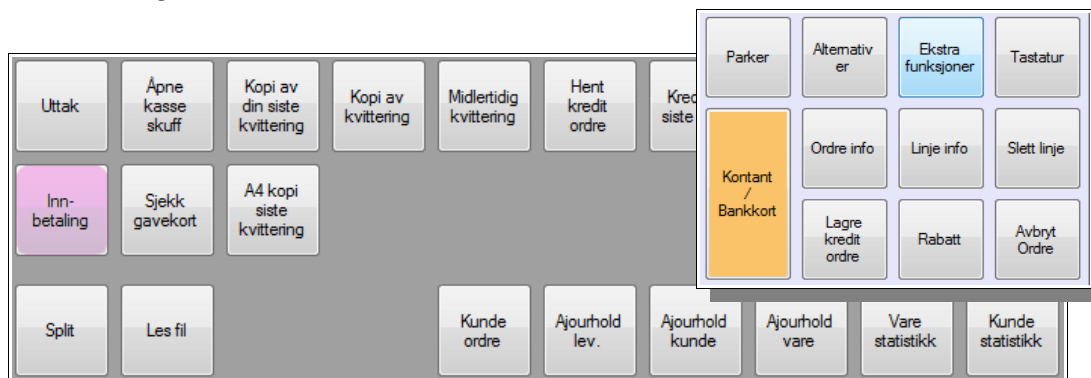 Uttak
Åpne
kasse
skuff
Kopi av
din siste
kvittering
Kopi av
kvittering
Midlertidig
kvittering
Hent
kredit
ordre
siste
Inn-
betaling
Sjekk
gavekort
A4 kopi
siste
kvittering
Split
Les fil
Kunde
ordre
Ajourhold
lev.
Ajourhold
kunde
Ajourhold
vare
Vare
statistikk
Kunde
statistikk
Parker
Alternativ
er
Ekstra
funksjoner
Tastatur
Kontant
/
Bankkort
Ordre info
Linje info
Slett linje
Lagre
kredit
ordre
Rabatt
Avbryt
Ordre